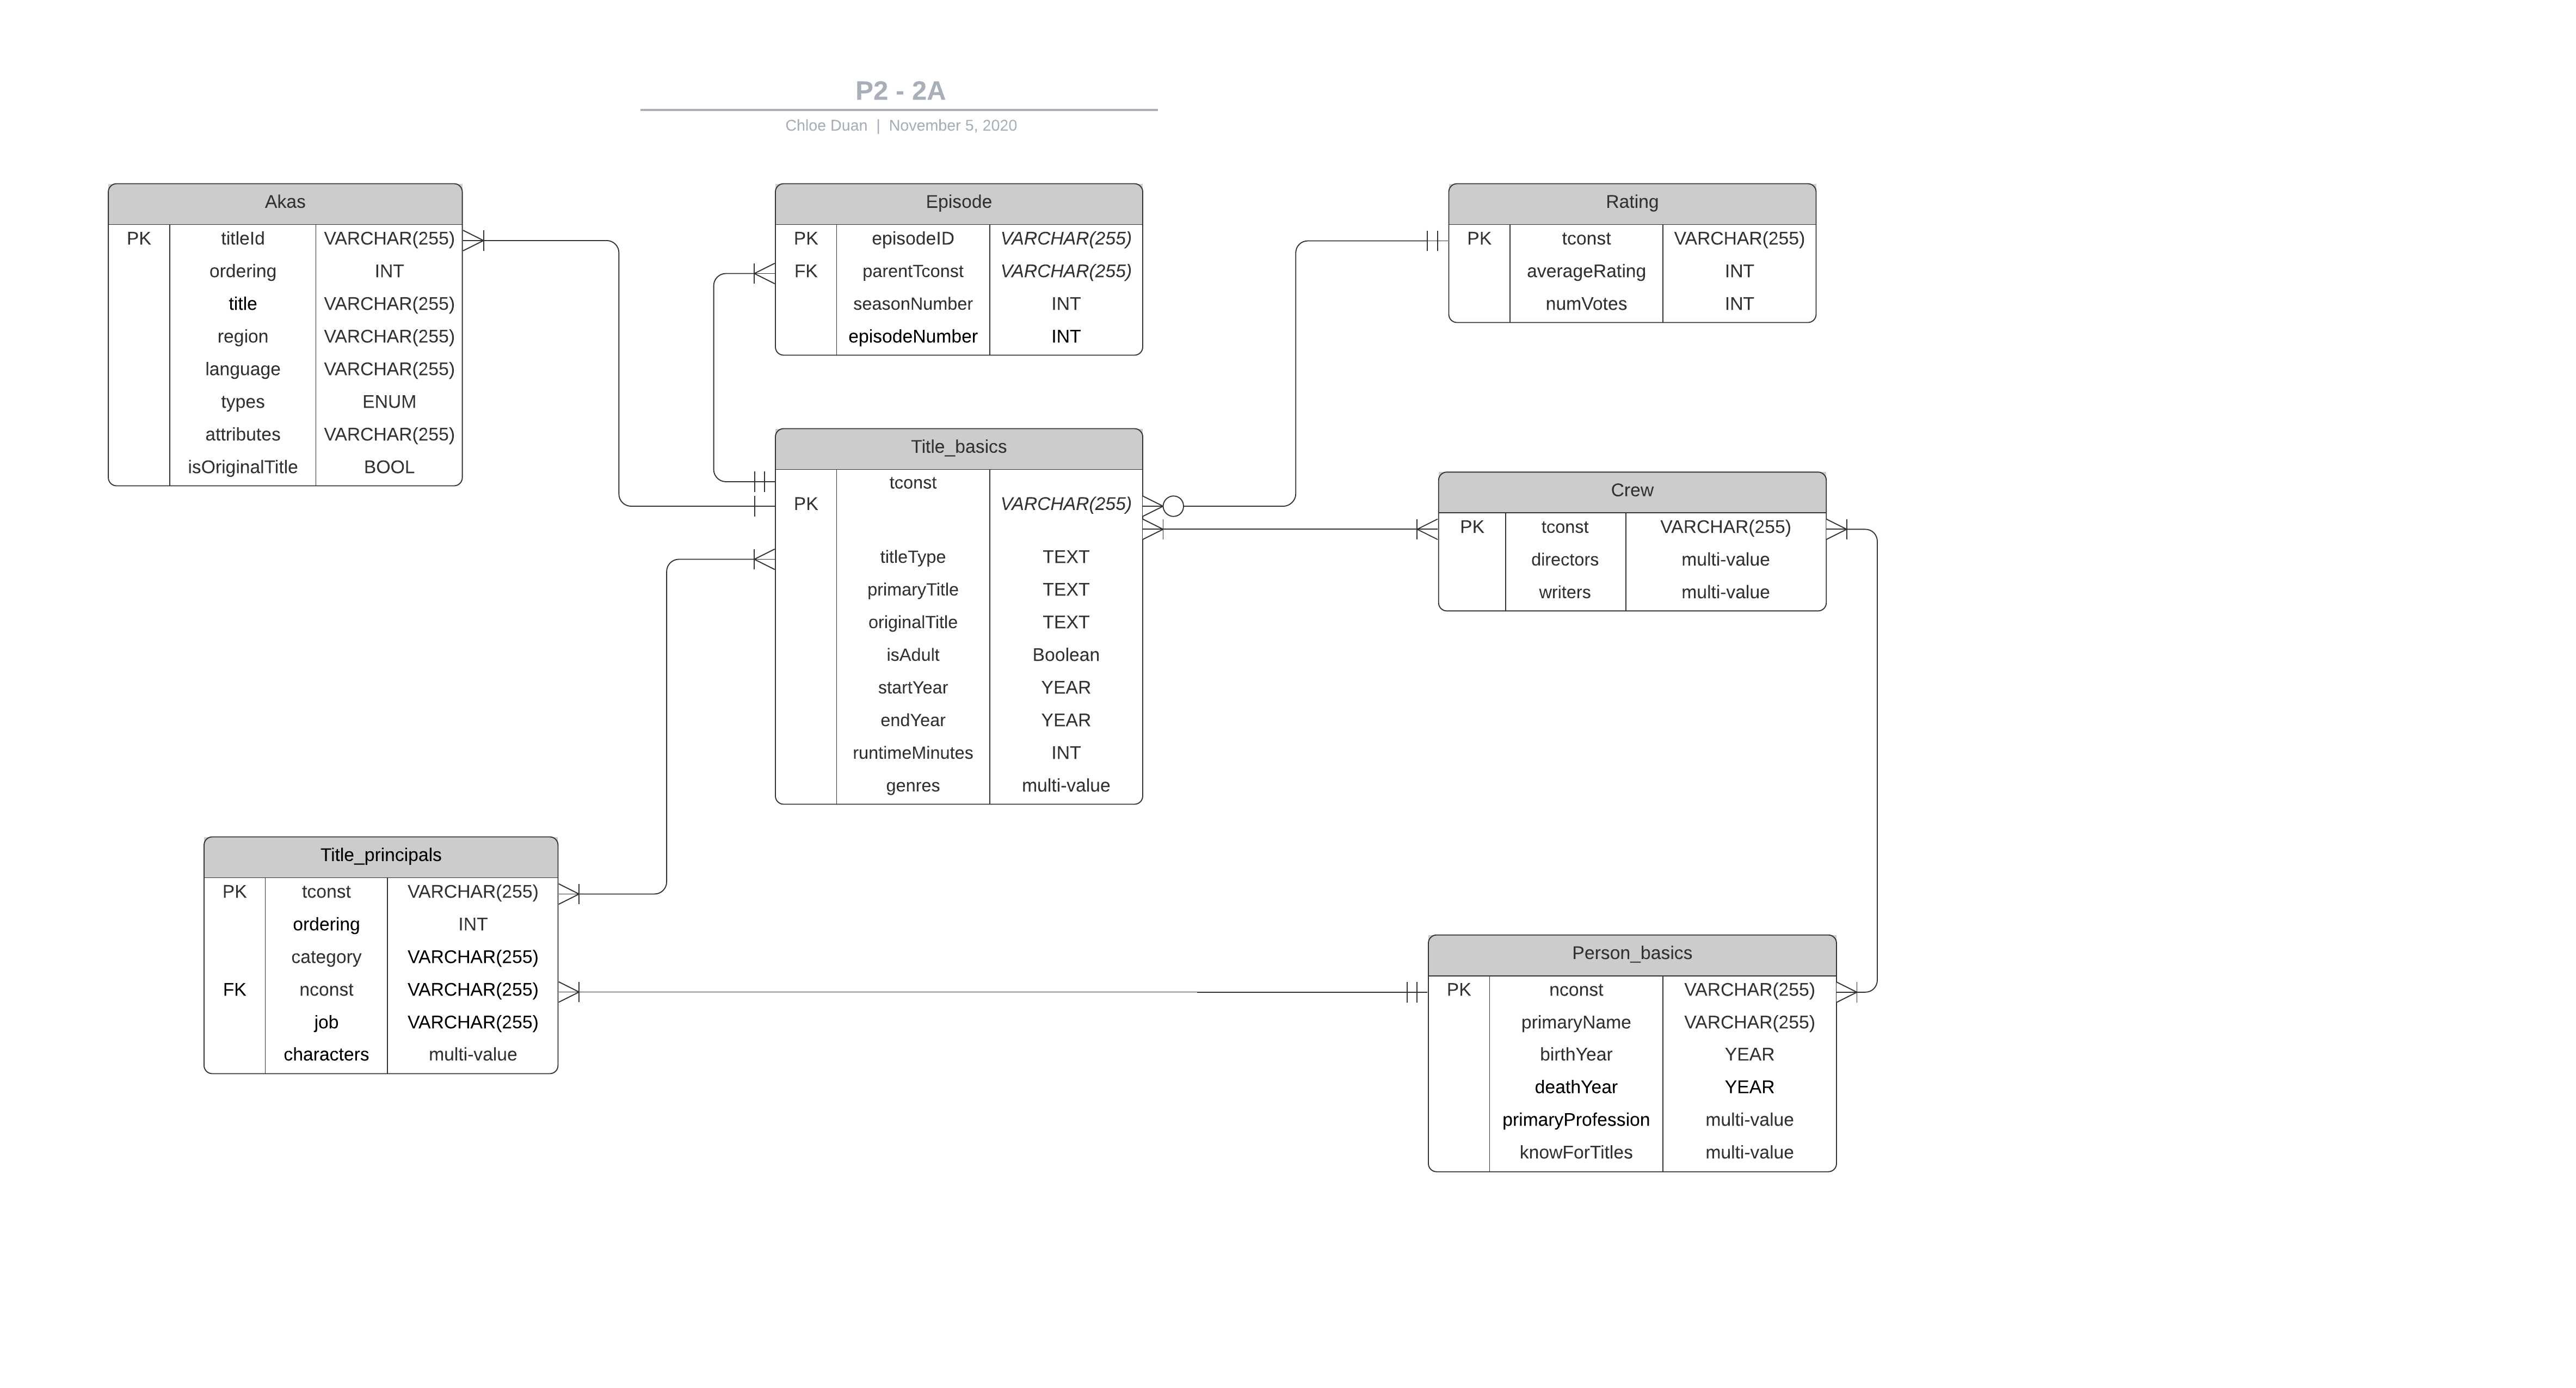 P2 - 2A
Chloe Duan | November 5, 2020
Akas
PK titleId VARCHAR(255)
ordering INT
title VARCHAR(255)
region VARCHAR(255)
language VARCHAR(255)
types ENUM
attributes VARCHAR(255)
isOriginalTitle BOOL
Episode
PK episodeID VARCHAR(255)
FK parentTconst VARCHAR(255)
seasonNumber INT
episodeNumber INT
Rating
PK tconst VARCHAR(255)
averageRating INT
numVotes INT
Title_basics
tconst
PK VARCHAR(255)
titleType TEXT
primaryTitle TEXT
originalTitle TEXT
isAdult Boolean
startYear YEAR
endYear YEAR
runtimeMinutes INT
genres multi-value
Crew
PK tconst VARCHAR(255)
directors multi-value
writers multi-value
Title_principals
PK tconst VARCHAR(255)
ordering INT
category VARCHAR(255)
FK nconst VARCHAR(255)
job VARCHAR(255)
characters multi-value
Person_basics
PK nconst VARCHAR(255)
primaryName VARCHAR(255)
birthYear YEAR
deathYear YEAR
primaryProfession multi-value
knowForTitles multi-value